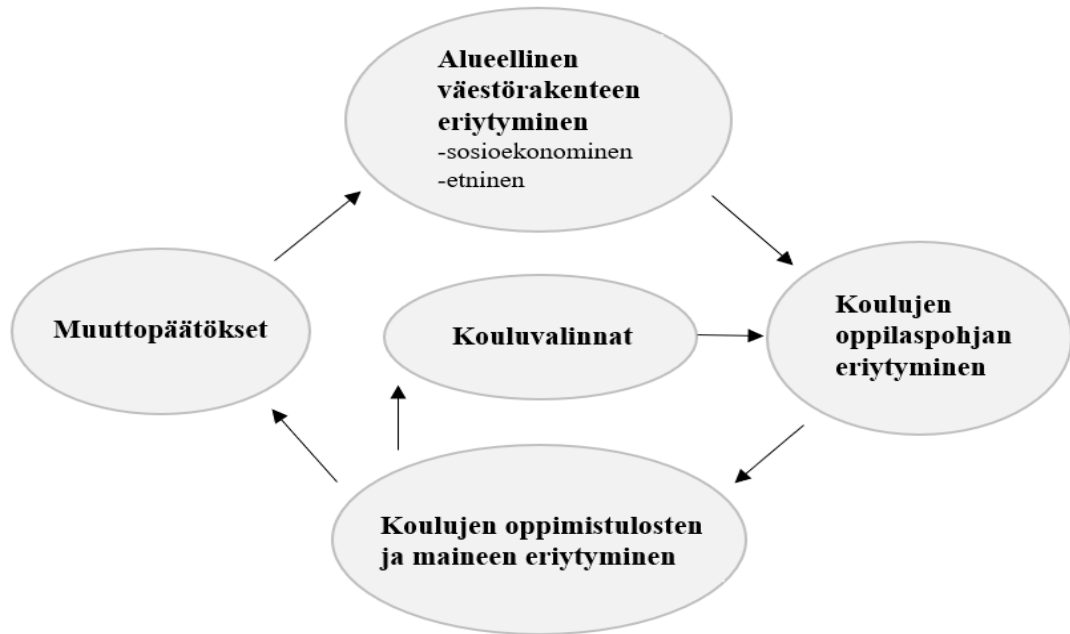 Alueellinen
väestörakenteen
eriytyminen
-sosioekonominen
-etninen
Muuttopäätökset
Kouluvalinnat
Koulujen
oppilaspohjan
eriytyminen
Koulujen oppimistulosten
ja maineen eriytyminen